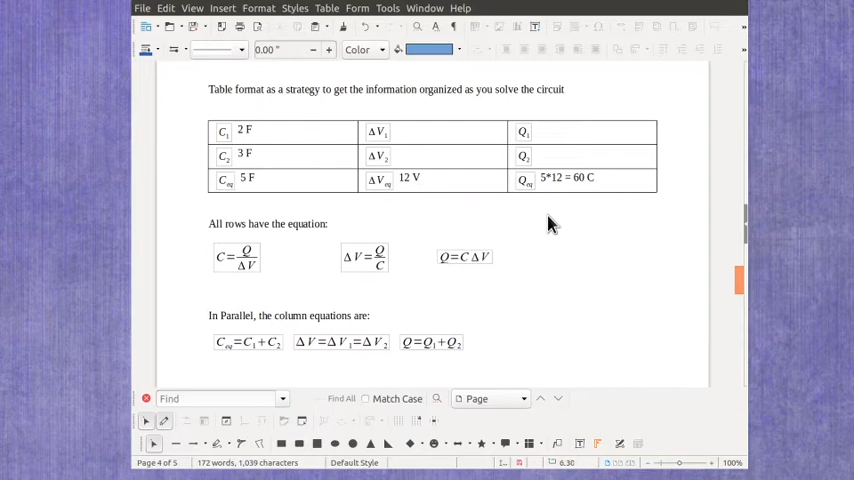 File Edit View Insert Format Styles Table Form Tools Window Help
0.00 " Color
Table format as a strategy to get the information organized as you solve the circuit
C1 2 F ΔV1 Q1
C2 3 F ΔV2 Q2
Ceq 5 F ΔVeq 12 V Qeq 5*12 = 60 C
All rows have the equation:
C=Q/ΔV ΔV=Q/C Q=CΔV
In Parallel, the column equations are:
Ceq=C1+C2 ΔV=ΔV1=ΔV2 Q=Q1+Q2
Find Find All Match Case Page
Page 4 of 5 172 words, 1,039 characters Default Style 6.30 100%